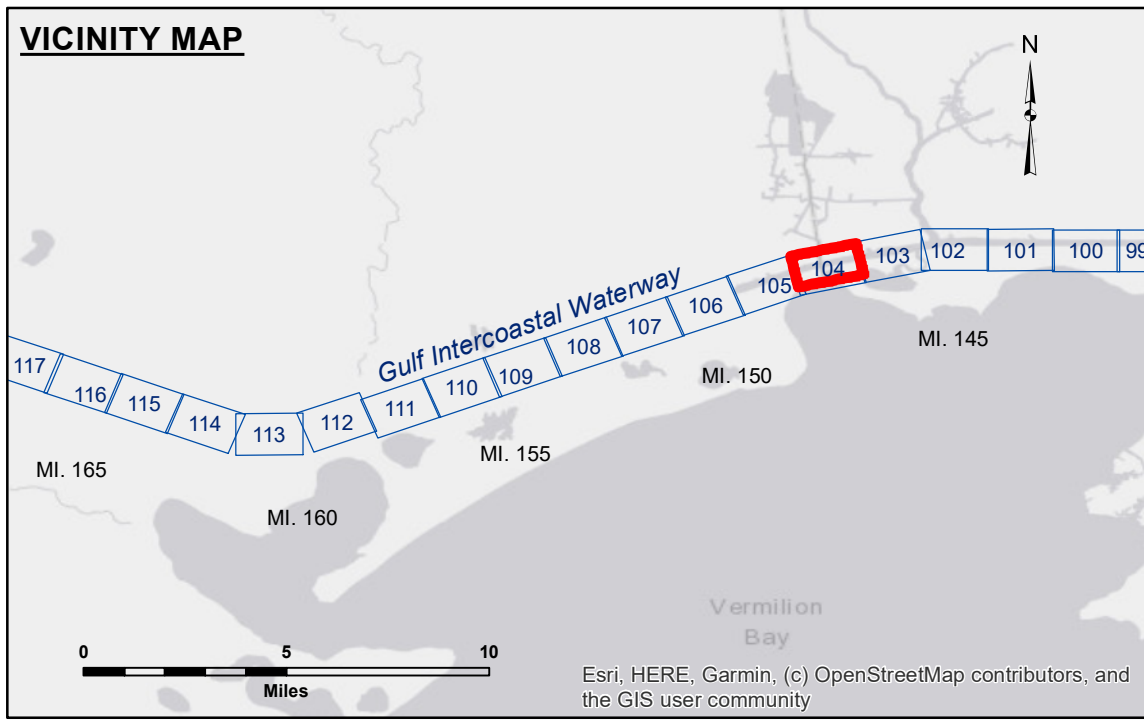 VICINITY MAP
N
99
100
101
102
103
104
105
106
107
108
109
110
111
112
113
114
115
116
117
Gulf Intercoastal Waterway
MI. 145
MI. 150
MI. 155
MI. 160
MI. 165
Vermilion
Bay
0 5 10
Miles
Esri, HERE, Garmin, (c) OpenStreetMap contributors, and
the GIS user community